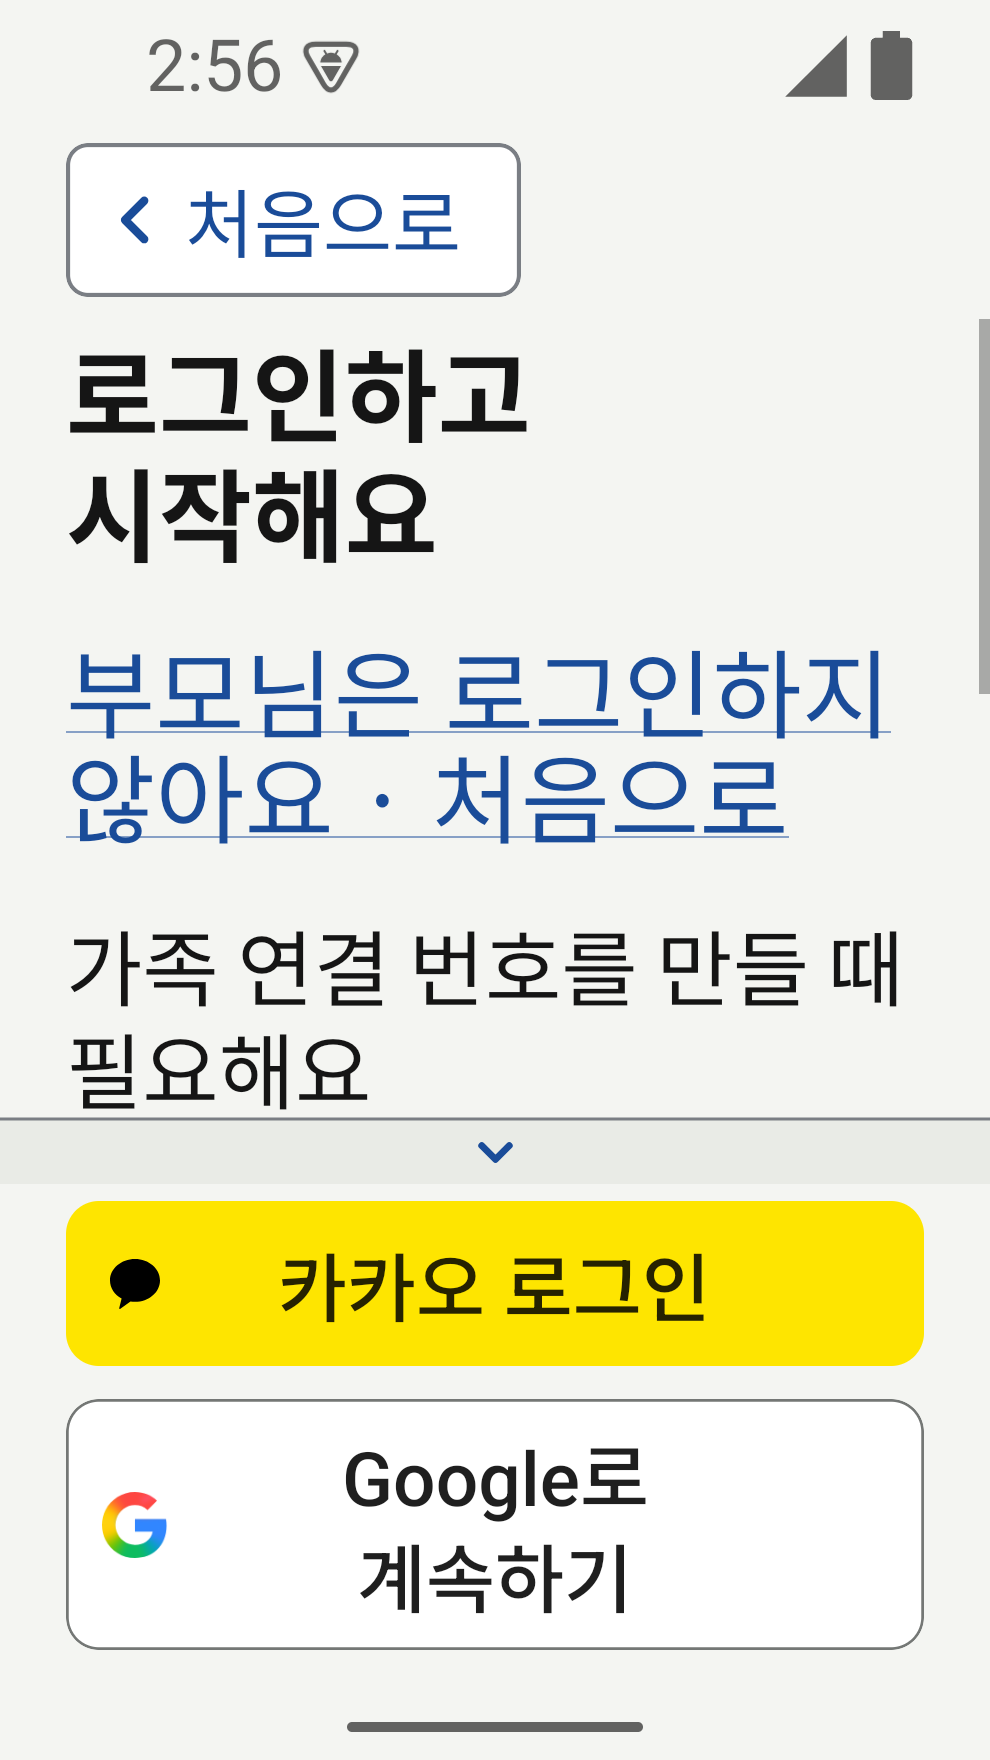 2:56
처음으로
로그인하고
시작해요
부모님은 로그인하지
않아요 · 처음으로
가족 연결 번호를 만들 때
필요해요
카카오 로그인
Google로
계속하기